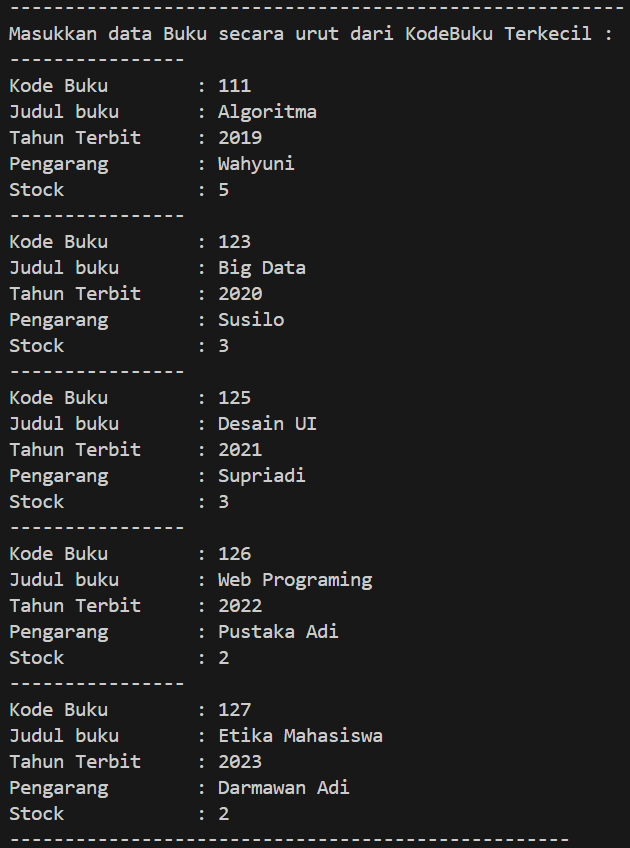 --------------------------------------------------------
Masukkan data Buku secara urut dari KodeBuku Terkecil :
----------------
Kode Buku        : 111
Judul buku       : Algoritma
Tahun Terbit     : 2019
Pengarang        : Wahyuni
Stock            : 5
----------------
Kode Buku        : 123
Judul buku       : Big Data
Tahun Terbit     : 2020
Pengarang        : Susilo
Stock            : 3
----------------
Kode Buku        : 125
Judul buku       : Desain UI
Tahun Terbit     : 2021
Pengarang        : Supriadi
Stock            : 3
----------------
Kode Buku        : 126
Judul buku       : Web Programing
Tahun Terbit     : 2022
Pengarang        : Pustaka Adi
Stock            : 2
----------------
Kode Buku        : 127
Judul buku       : Etika Mahasiswa
Tahun Terbit     : 2023
Pengarang        : Darmawan Adi
Stock            : 2
---------------------------------------------------